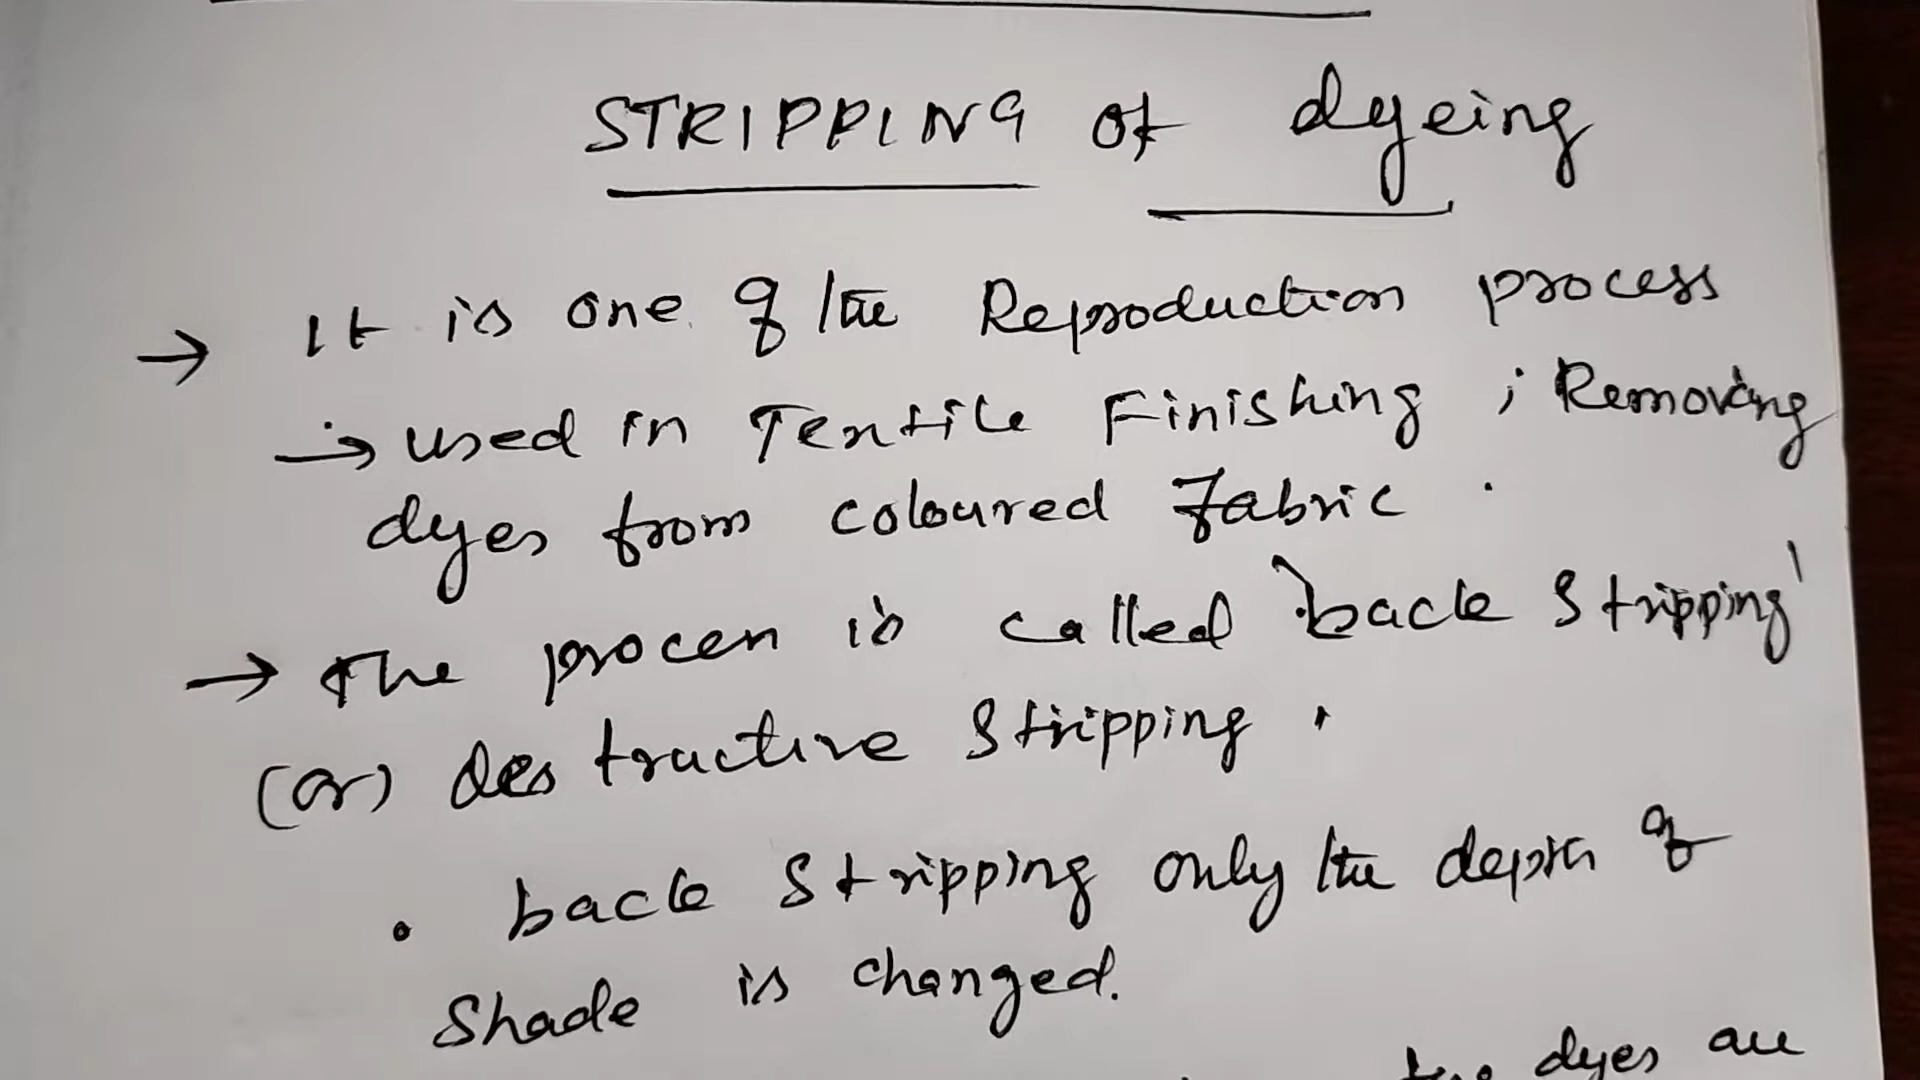 STRIPPING of dyeing
→ It is one of the Reproduction process
→ used in Textile Finishing ; Removing
dyes from coloured Fabric .
→ The process is called 'back stripping'
(or) destructive stripping .
• back stripping only the depth of
Shade is changed.
dyes are